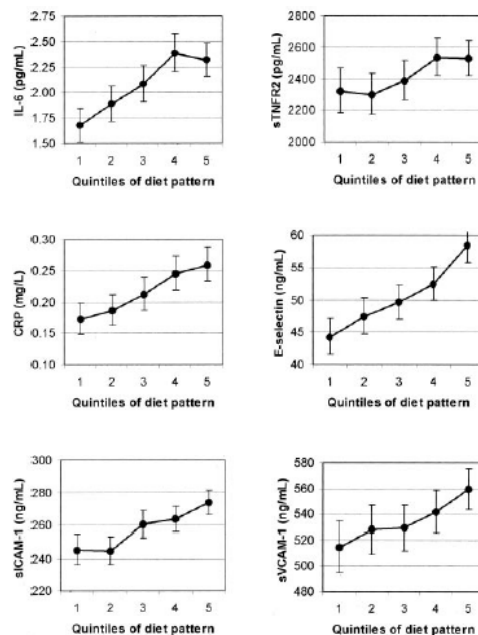 IL-6 (pg/mL)
2.75
2.50
2.25
2.00
1.75
1.50
1 2 3 4 5
Quintiles of diet pattern
sTNFR2 (pg/mL)
2800
2600
2400
2200
2000
1 2 3 4 5
Quintiles of diet pattern
CRP (mg/L)
0.30
0.25
0.20
0.15
0.10
1 2 3 4 5
Quintiles of diet pattern
E-selectin (ng/mL)
60
55
50
45
40
1 2 3 4 5
Quintiles of diet pattern
sICAM-1 (ng/mL)
300
280
260
240
220
1 2 3 4 5
Quintiles of diet pattern
sVCAM-1 (ng/mL)
580
560
540
520
500
480
1 2 3 4 5
Quintiles of diet pattern